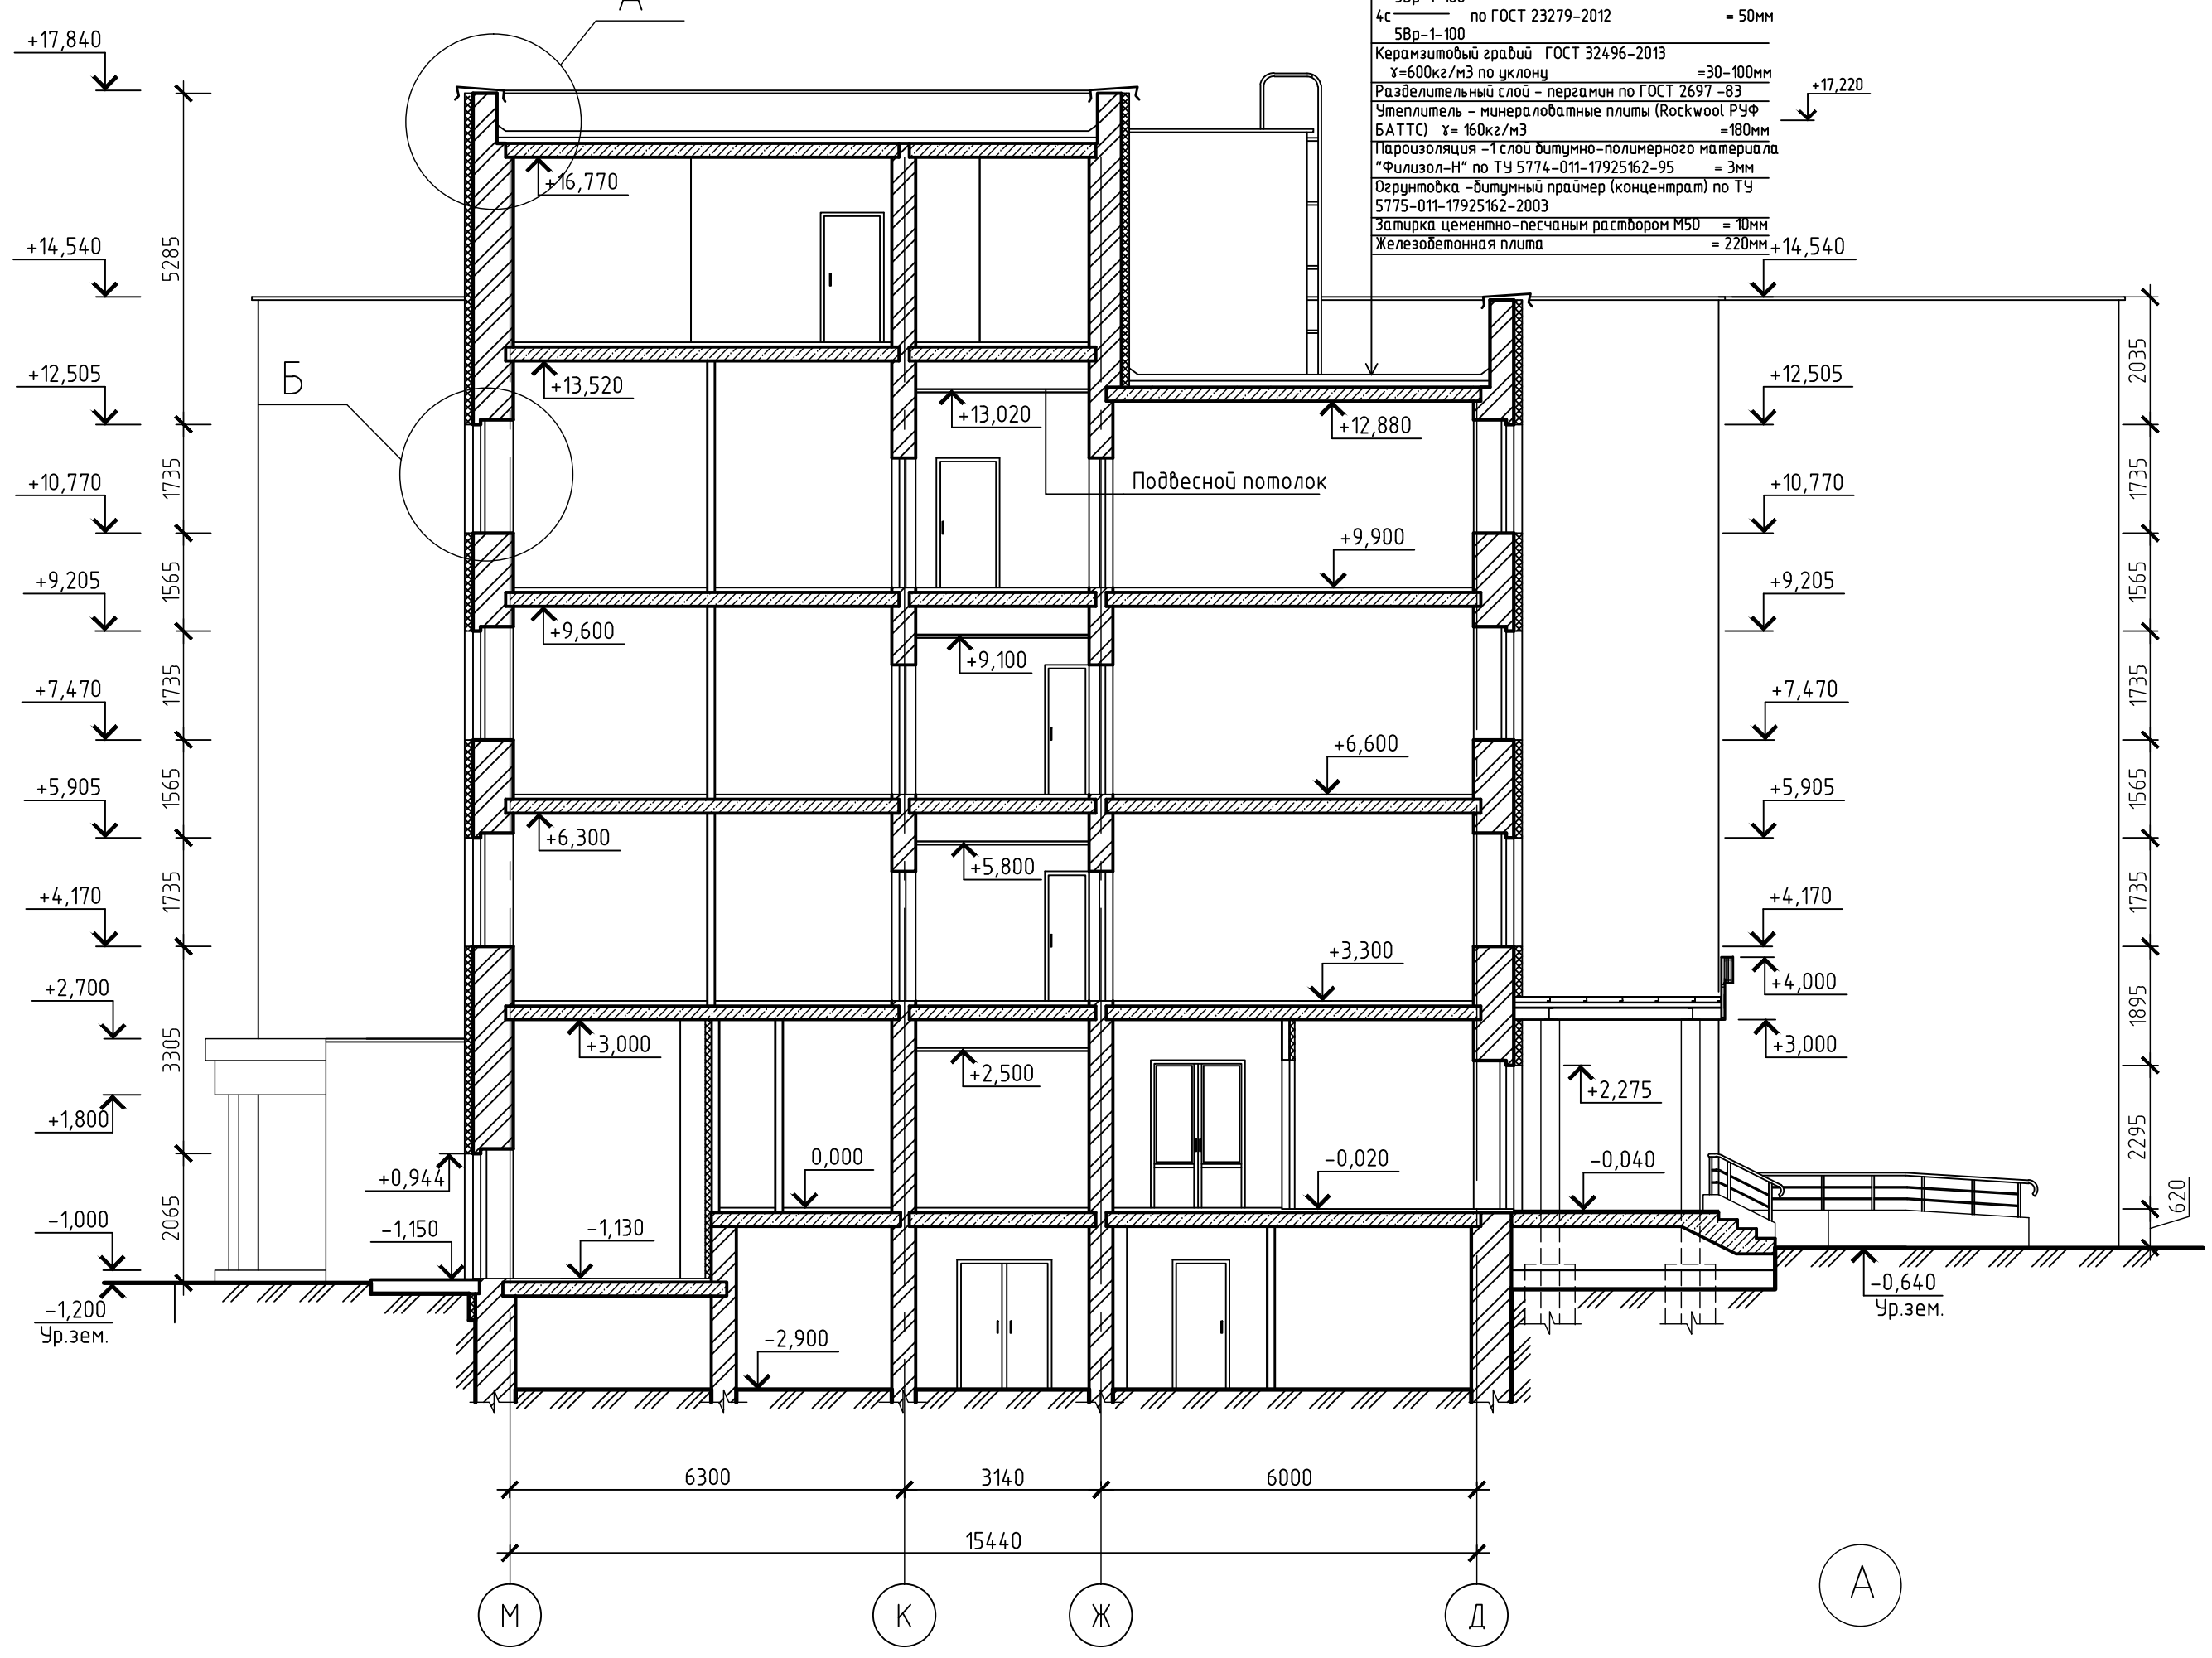 А
5Вр-1-100
4с по ГОСТ 23279-2012 = 50мм
5Вр-1-100
Керамзитовый гравий ГОСТ 32496-2013
γ=600кг/м3 по уклону =30-100мм
Разделительный слой - пергамин по ГОСТ 2697 -83
Утеплитель - минераловатные плиты (Rockwool РУФ
БАТТС) γ= 160кг/м3 =180мм
Пароизоляция -1 слой битумно-полимерного материала
"Филизол-Н" по ТУ 5774-011-17925162-95 = 3мм
Огрунтовка -битумный праймер (концентрат) по ТУ
5775-011-17925162-2003
Затирка цементно-песчаным раствором М50 = 10мм
Железобетонная плита = 220мм
+17,840
+17,220
+16,770
+14,540
5285
+14,540
Б
+12,505
+13,520
+13,020
+12,880
+12,505
2035
+10,770
1735
Подвесной потолок
+10,770
1735
+9,900
+9,205
1565
+9,600
+9,205
1565
+9,100
+7,470
1735
+7,470
1735
+6,600
+5,905
1565
+6,300
+5,905
1565
+5,800
+4,170
1735
+4,170
1735
+3,300
+2,700
+4,000
1895
3305
+3,000
+3,000
+2,500
+2,275
+1,800
2295
0,000
-0,020
-0,040
+0,944
2065
620
-1,000
-1,150
-1,130
-0,640
Ур.зем.
-1,200
Ур.зем.
-2,900
6300
3140
6000
15440
А
М
К
Ж
Д